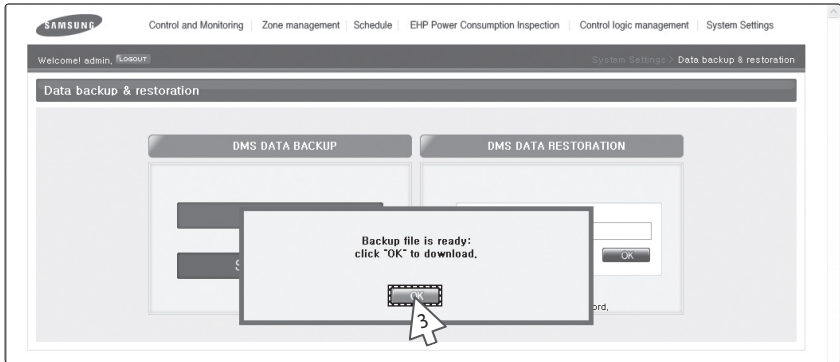 SAMSUNG Control and Monitoring Zone management Schedule EHP Power Consumption Inspection Control logic management System Settings
Welcome! admin, LOGOUT System Settings > Data backup & restoration
Data backup & restoration
DMS DATA BACKUP DMS DATA RESTORATION
Backup file is ready:
click "OK" to download,
S OK
OK
3
ord,